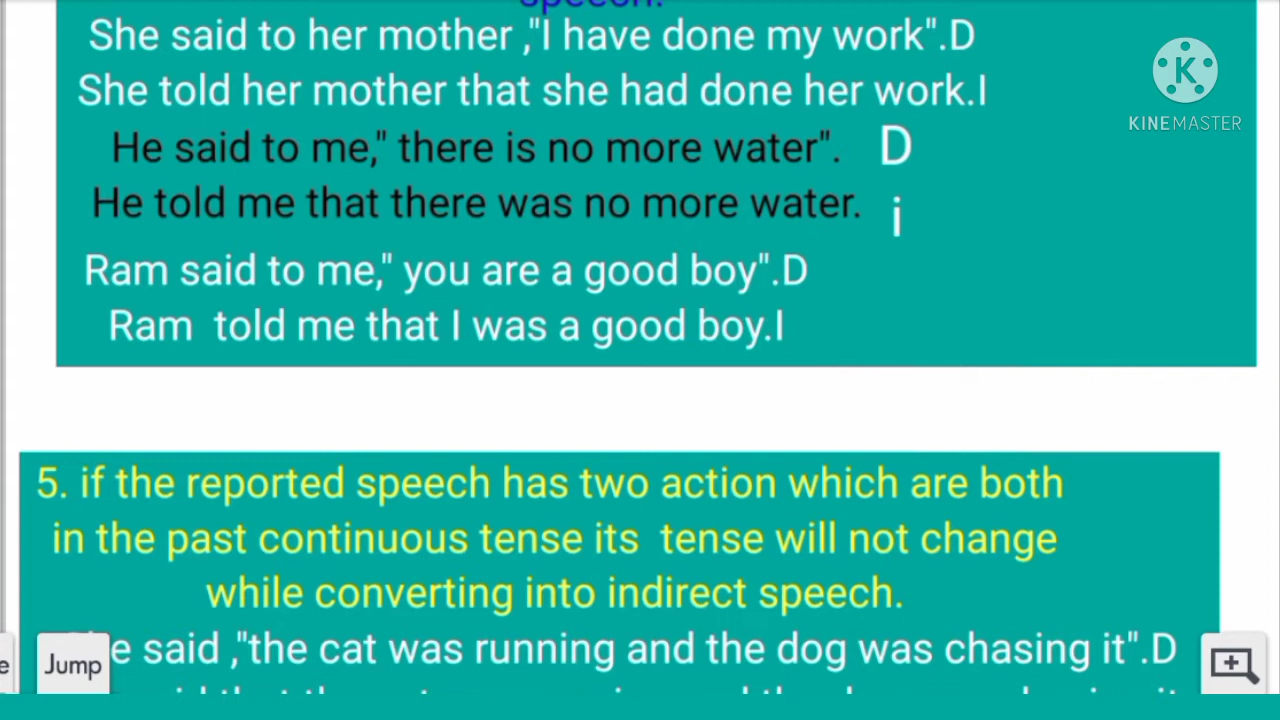 speech.
She said to her mother ,"I have done my work".D
She told her mother that she had done her work.I
KINEMASTER
He said to me," there is no more water". D
He told me that there was no more water. i
Ram said to me," you are a good boy".D
Ram told me that I was a good boy.I
5. if the reported speech has two action which are both
in the past continuous tense its tense will not change
while converting into indirect speech.
said ,"the cat was running and the dog was chasing it".D
Jump